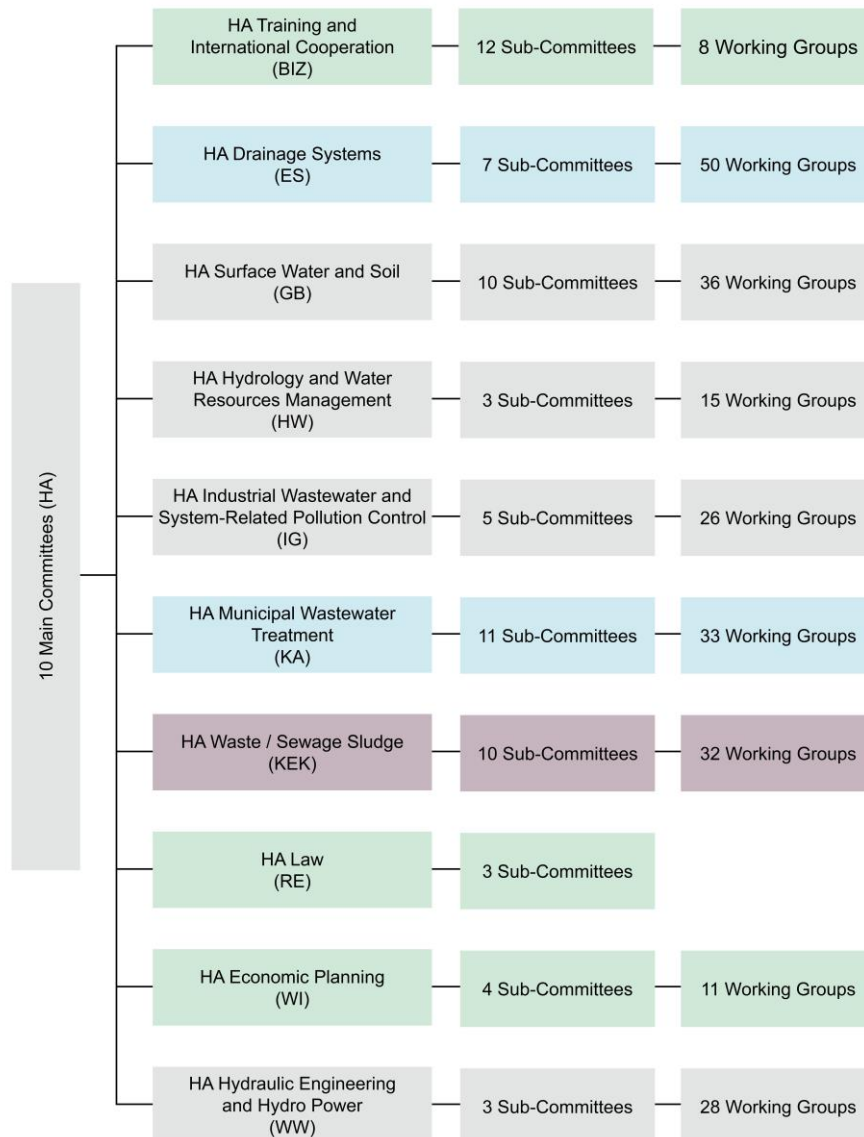 HA Training and
International Cooperation
(BIZ)
12 Sub-Committees
8 Working Groups
HA Drainage Systems
(ES)
7 Sub-Committees
50 Working Groups
HA Surface Water and Soil
(GB)
10 Sub-Committees
36 Working Groups
HA Hydrology and Water
Resources Management
(HW)
3 Sub-Committees
15 Working Groups
HA Industrial Wastewater and
System-Related Pollution Control
(IG)
5 Sub-Committees
26 Working Groups
10 Main Committees (HA)
HA Municipal Wastewater
Treatment
(KA)
11 Sub-Committees
33 Working Groups
HA Waste / Sewage Sludge
(KEK)
10 Sub-Committees
32 Working Groups
HA Law
(RE)
3 Sub-Committees
HA Economic Planning
(WI)
4 Sub-Committees
11 Working Groups
HA Hydraulic Engineering
and Hydro Power
(WW)
3 Sub-Committees
28 Working Groups